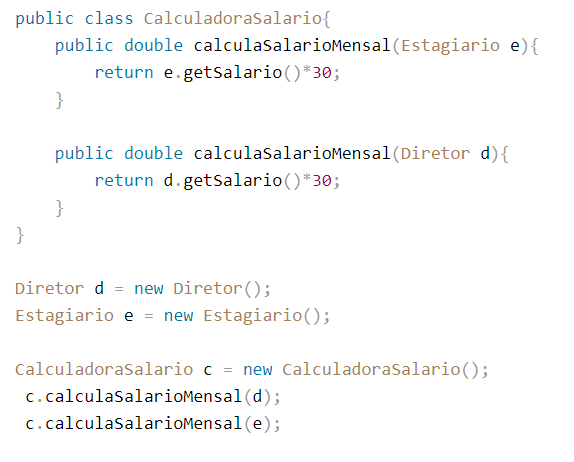 public class CalculadoraSalario{
    public double calculaSalarioMensal(Estagiario e){
        return e.getSalario()*30;
    }

    public double calculaSalarioMensal(Diretor d){
        return d.getSalario()*30;
    }
}

Diretor d = new Diretor();
Estagiario e = new Estagiario();

CalculadoraSalario c = new CalculadoraSalario();
 c.calculaSalarioMensal(d);
 c.calculaSalarioMensal(e);